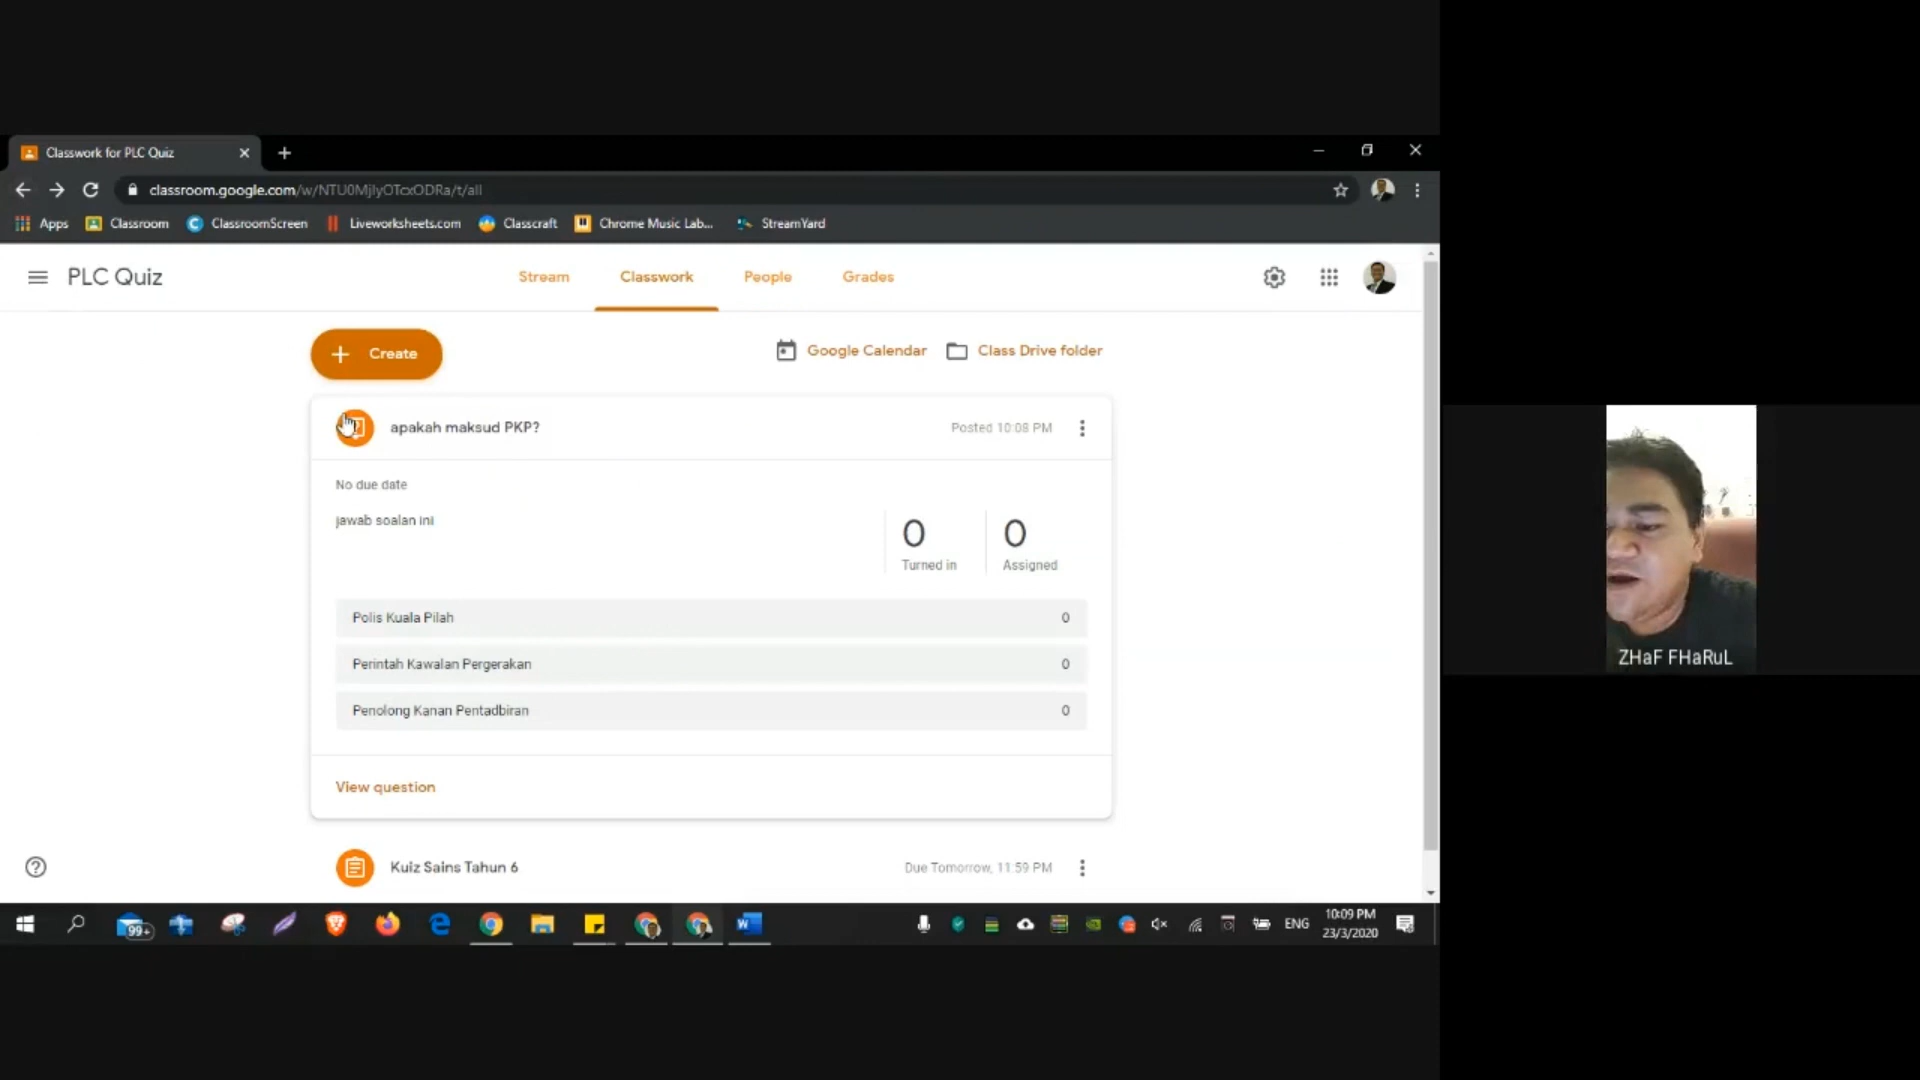 Classwork for PLC Quiz
classroom.google.com/w/NTU0MjIyOTcxODRa/t/all
Apps Classroom ClassroomScreen Liveworksheets.com Classcraft Chrome Music Lab... StreamYard
PLC Quiz Stream Classwork People Grades
Create Google Calendar Class Drive folder
apakah maksud PKP? Posted 10:08 PM
No due date
jawab soalan ini
0 0
Turned in Assigned
Polis Kuala Pilah 0
Perintah Kawalan Pergerakan 0
Penolong Kanan Pentadbiran 0
View question
Kuiz Sains Tahun 6 Due Tomorrow, 11:59 PM
99+ ENG 10:09 PM
23/3/2020
ZHaF FHaRuL